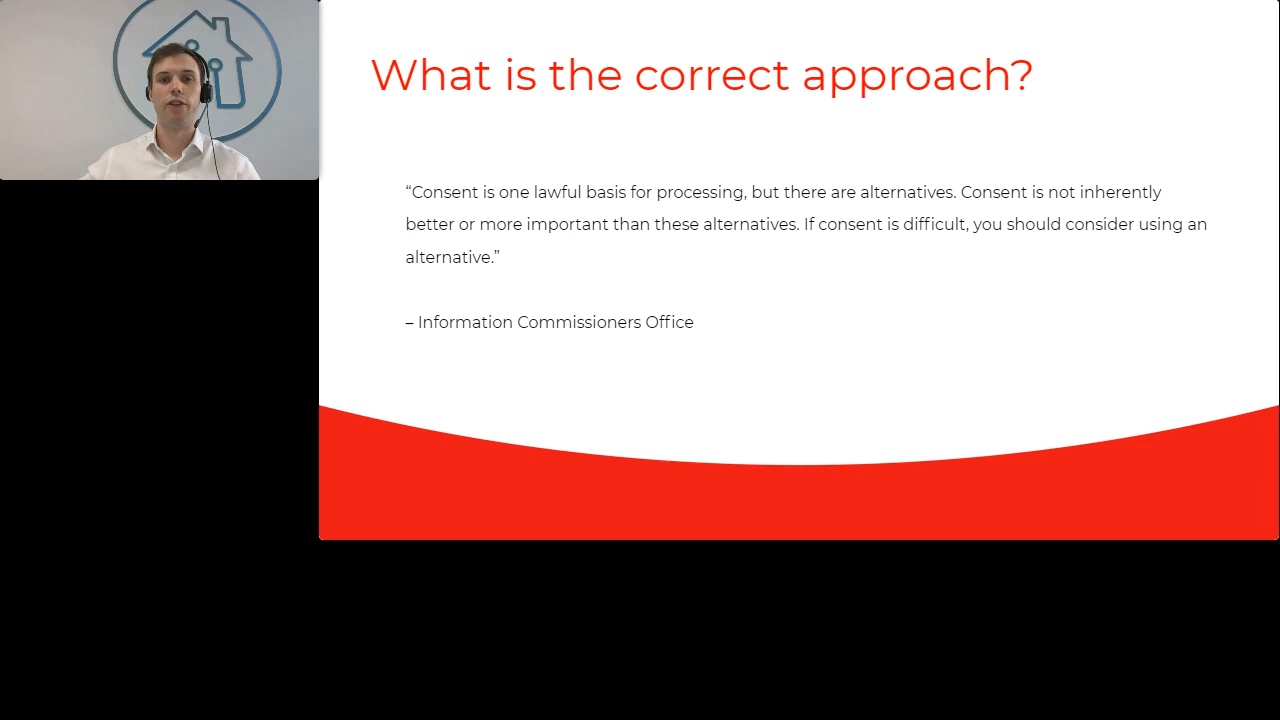 What is the correct approach?
“Consent is one lawful basis for processing, but there are alternatives. Consent is not inherently
better or more important than these alternatives. If consent is difficult, you should consider using an
alternative.”
– Information Commissioners Office